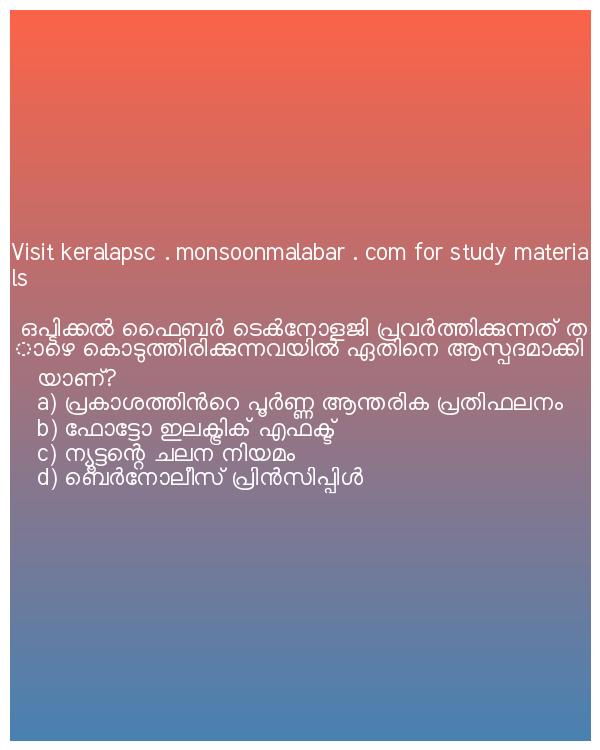 Visit keralapsc . monsoonmalabar . com for study materia
ls
ഒപ്ടിക്കൽ ഫൈബർ ടെക്‌നോളജി പ്രവർത്തിക്കുന്നത് ത
ാഴെ കൊടുത്തിരിക്കുന്നവയിൽ ഏതിനെ ആസ്പദമാക്കി
യാണ്?
a) പ്രകാശത്തിൻറെ പൂർണ്ണ ആന്തരിക പ്രതിഫലനം
b) ഫോട്ടോ ഇലക്ട്രിക് എഫക്ട്
c) ന്യൂട്ടന്റെ ചലന നിയമം
d) ബെർനോലീസ് പ്രിൻസിപ്പിൾ